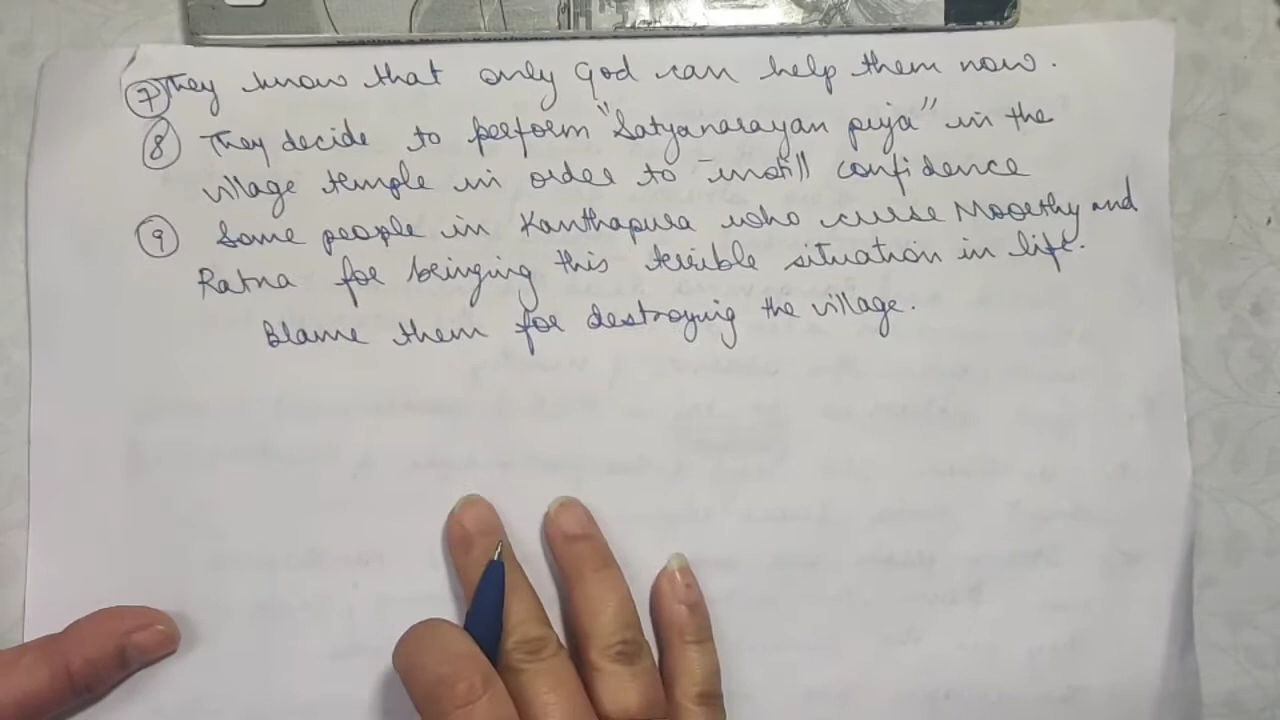 ⑦ They know that only God can help them now.
⑧ They decide to perform "Satyanarayan puja" in the
village temple in order to instill confidence
⑨ Some people in Kanthapura who curse Moorthy and
Ratna for bringing this terrible situation in life.
Blame them for destroying the village.